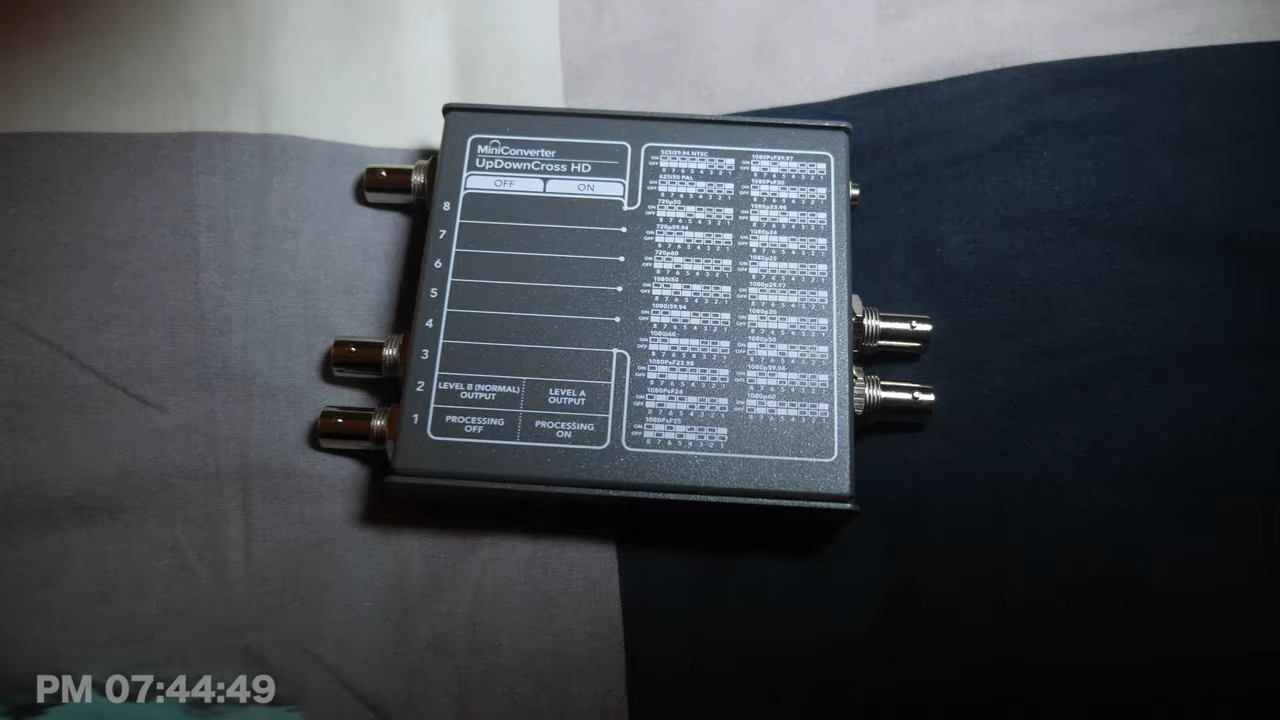 MiniConverter
UpDownCross HD
OFF ON
8
7
6
5
4
3
2 LEVEL B (NORMAL) OUTPUT LEVEL A OUTPUT
1 PROCESSING OFF PROCESSING ON
525i59.94 NTSC
625i50 PAL
720p50
720p59.94
720p60
1080i50
1080i59.94
1080i60
1080PsF23.98
1080PsF24
1080PsF25
1080PsF29.97
1080PsF30
1080p23.98
1080p24
1080p25
1080p29.97
1080p30
1080p50
1080p59.94
1080p60
PM 07:44:49